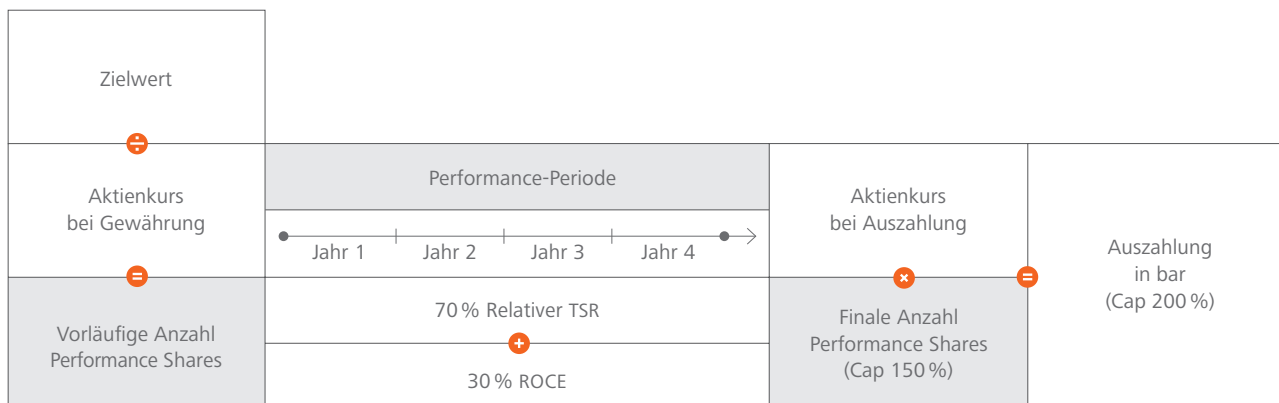 Zielwert
÷
Aktienkurs
bei Gewährung
=
Vorläufige Anzahl
Performance Shares
Performance-Periode
Jahr 1 Jahr 2 Jahr 3 Jahr 4
70 % Relativer TSR
+
30 % ROCE
Aktienkurs
bei Auszahlung
×
Finale Anzahl
Performance Shares
(Cap 150 %)
=
Auszahlung
in bar
(Cap 200 %)